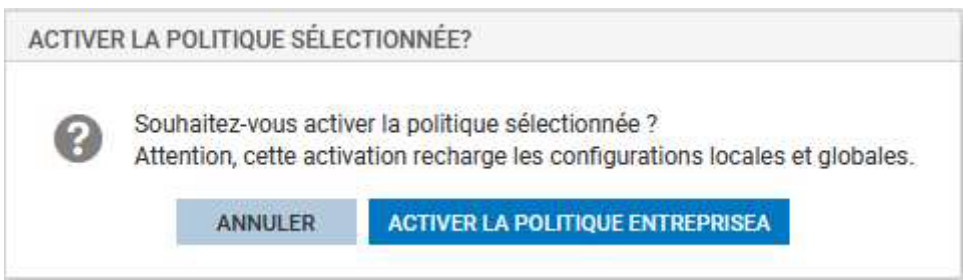 ACTIVER LA POLITIQUE SÉLECTIONNÉE?
Souhaitez-vous activer la politique sélectionnée ?
Attention, cette activation recharge les configurations locales et globales.
ANNULER
ACTIVER LA POLITIQUE ENTREPRISEA